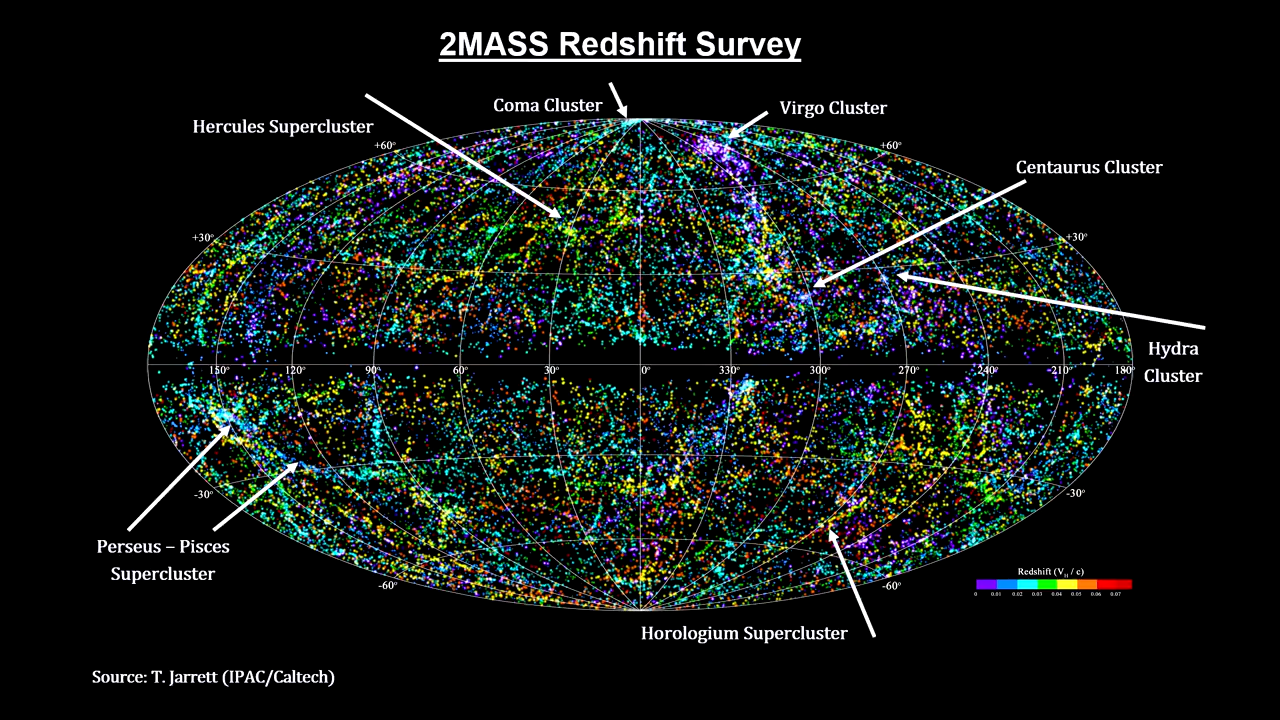 2MASS Redshift Survey
Coma Cluster
Virgo Cluster
Hercules Supercluster
+60°
+60°
Centaurus Cluster
+30°
+30°
Hydra
Cluster
150° 120° 90° 60° 30° 0° 330° 300° 270° 240° 210° 180°
-30°
-30°
Perseus – Pisces
Supercluster
-60°
-60°
Redshift (V_H / c)
0 0.01 0.02 0.03 0.04 0.05 0.06 0.07
Horologium Supercluster
Source: T. Jarrett (IPAC/Caltech)